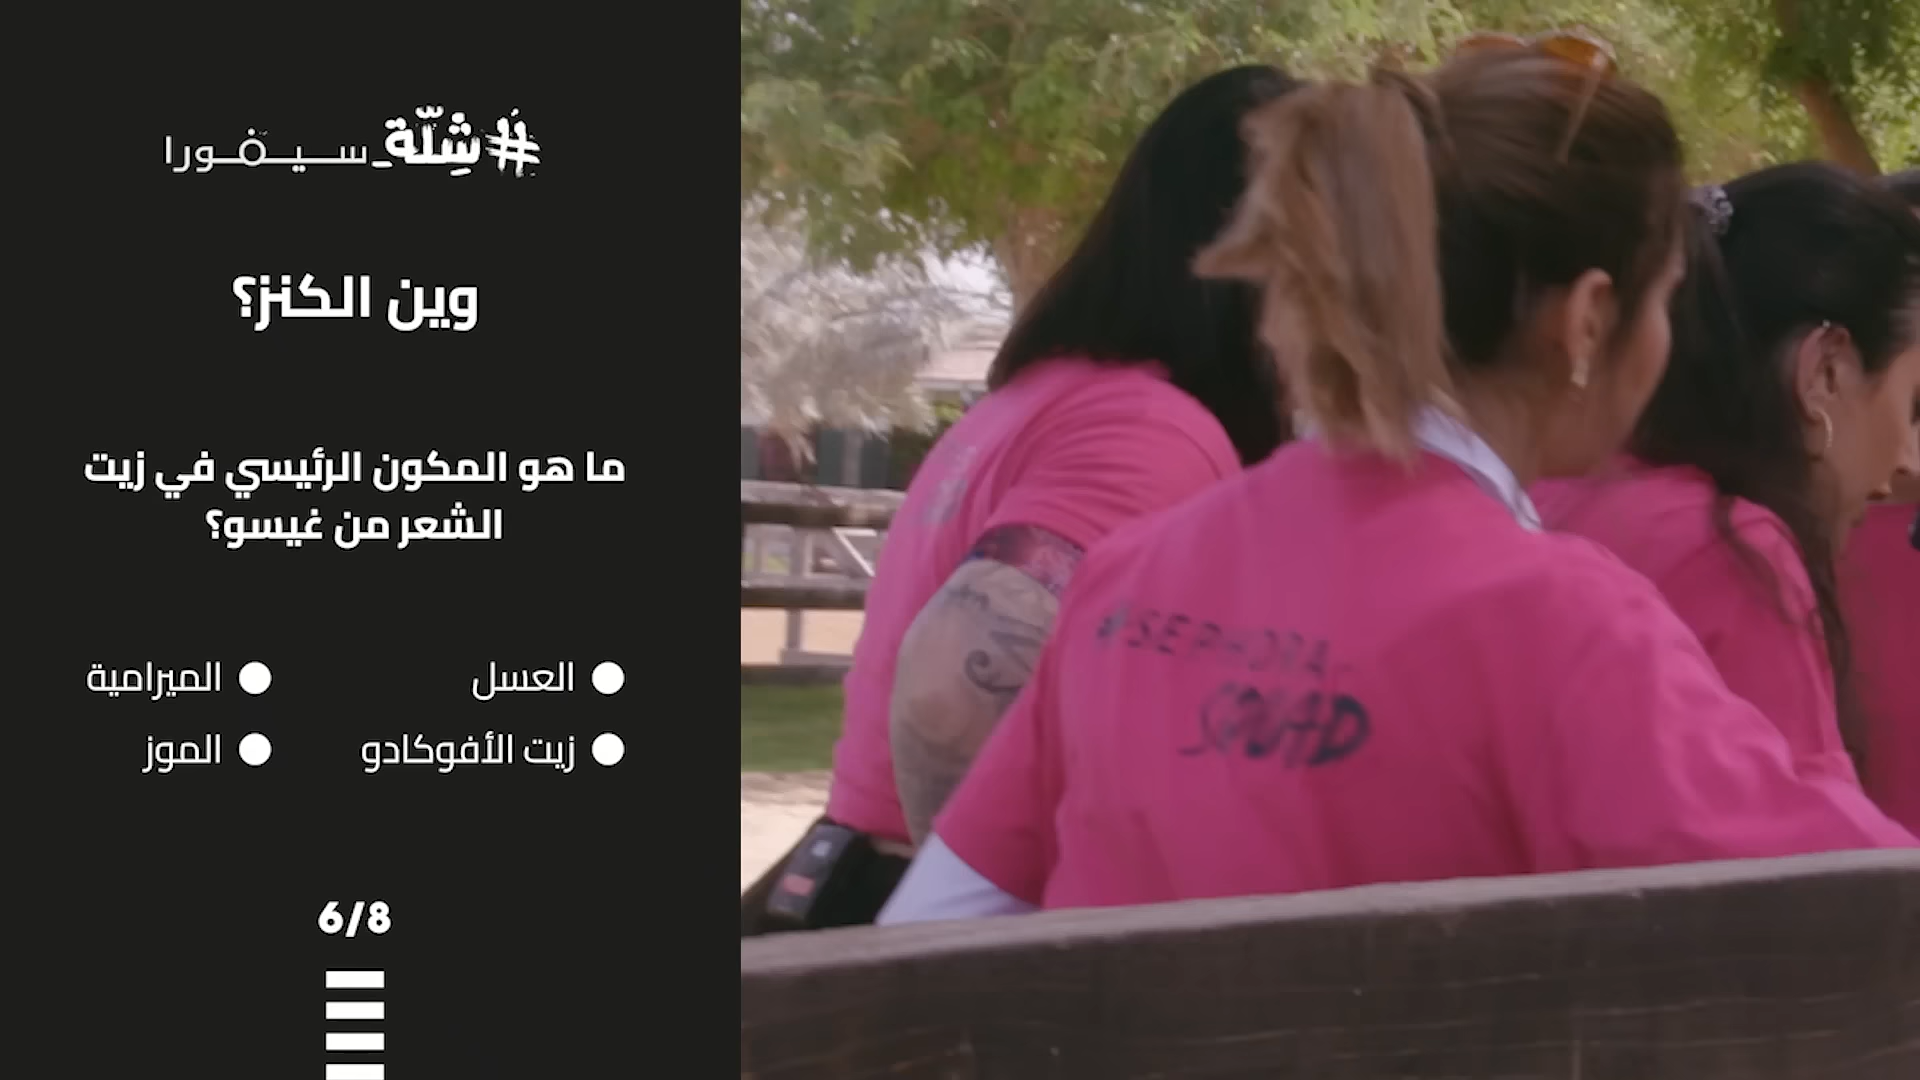 #شِلّة_سيفورا
وين الكنز؟
ما هو المكون الرئيسي في زيت
الشعر من غيسو؟
العسل
الميرامية
زيت الأفوكادو
الموز
6/8
#SEPHORA
SQUAD